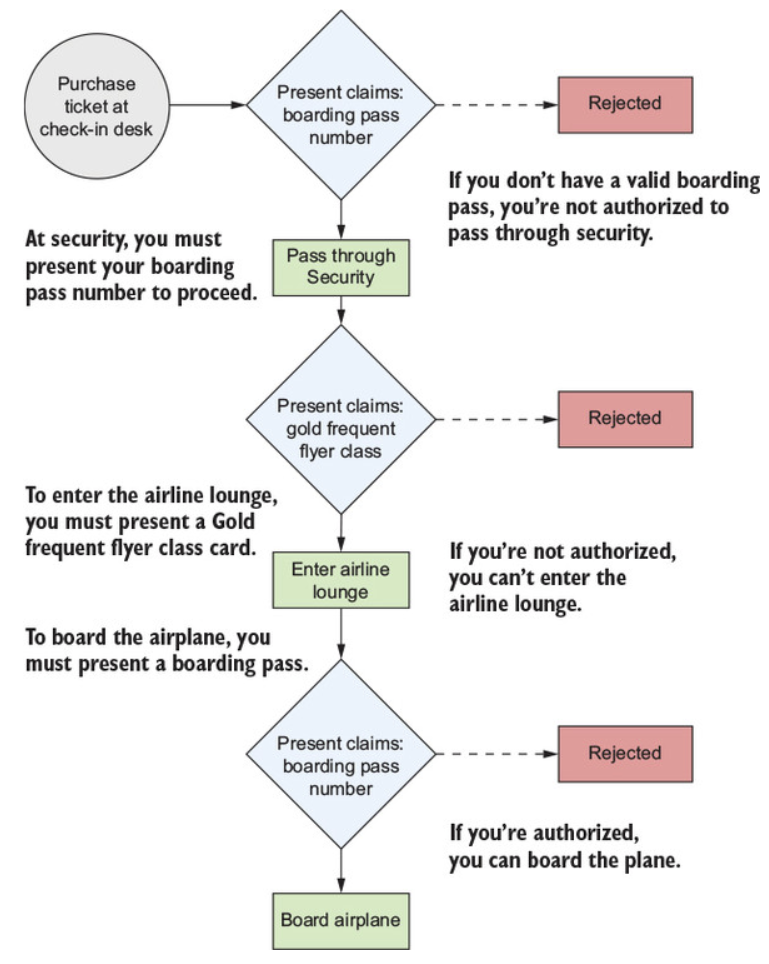 Purchase
ticket at
check-in desk
Present claims:
boarding pass
number
Rejected
If you don't have a valid boarding
pass, you're not authorized to
pass through security.
At security, you must
present your boarding
pass number to proceed.
Pass through
Security
Present claims:
gold frequent
flyer class
Rejected
To enter the airline lounge,
you must present a Gold
frequent flyer class card.
If you're not authorized,
you can't enter the
airline lounge.
Enter airline
lounge
To board the airplane, you
must present a boarding pass.
Present claims:
boarding pass
number
Rejected
If you're authorized,
you can board the plane.
Board airplane